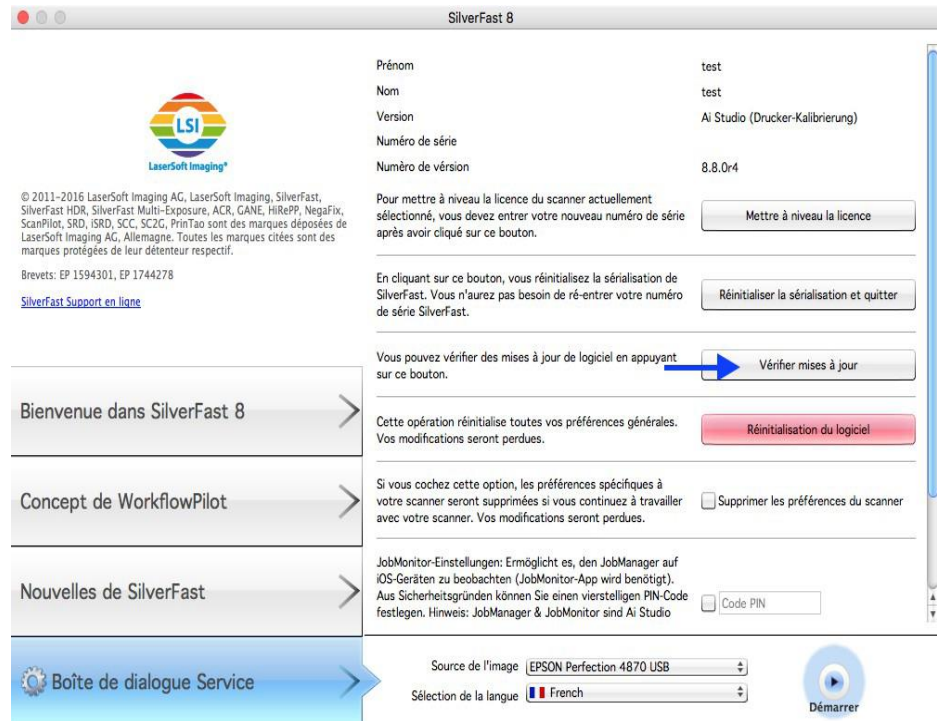 SilverFast 8
LSI
LaserSoft Imaging®
© 2011-2016 LaserSoft Imaging AG, LaserSoft Imaging, SilverFast,
SilverFast HDR, SilverFast Multi-Exposure, ACR, GANE, HiRePP, NegaFix,
ScanPilot, SRD, iSRD, SCC, SC2G, PrinTao sont des marques déposées de
LaserSoft Imaging AG, Allemagne. Toutes les marques citées sont des
marques protégées de leur détenteur respectif.
Brevets: EP 1594301, EP 1744278
SilverFast Support en ligne
Bienvenue dans SilverFast 8
Concept de WorkflowPilot
Nouvelles de SilverFast
Boîte de dialogue Service
Prénom test
Nom test
Version Ai Studio (Drucker-Kalibrierung)
Numéro de série
Numèro de vérsion 8.8.0r4
Pour mettre à niveau la licence du scanner actuellement
sélectionné, vous devez entrer votre nouveau numéro de série
après avoir cliqué sur ce bouton.
Mettre à niveau la licence
En cliquant sur ce bouton, vous réinitialisez la sérialisation de
SilverFast. Vous n'aurez pas besoin de ré-entrer votre numéro
de série SilverFast.
Réinitialiser la sérialisation et quitter
Vous pouvez vérifier des mises à jour de logiciel en appuyant
sur ce bouton.
Vérifier mises à jour
Cette opération réinitialise toutes vos préférences générales.
Vos modifications seront perdues.
Réinitialisation du logiciel
Si vous cochez cette option, les préférences spécifiques à
votre scanner seront supprimées si vous continuez à travailler
avec votre scanner. Vos modifications seront perdues.
Supprimer les préférences du scanner
JobMonitor-Einstellungen: Ermöglicht es, den JobManager auf
iOS-Geräten zu beobachten (JobMonitor-App wird benötigt).
Aus Sicherheitsgründen können Sie einen vierstelligen PIN-Code
festlegen. Hinweis: JobManager & JobMonitor sind Ai Studio
Code PIN
Source de l'image EPSON Perfection 4870 USB
Sélection de la langue French
Démarrer